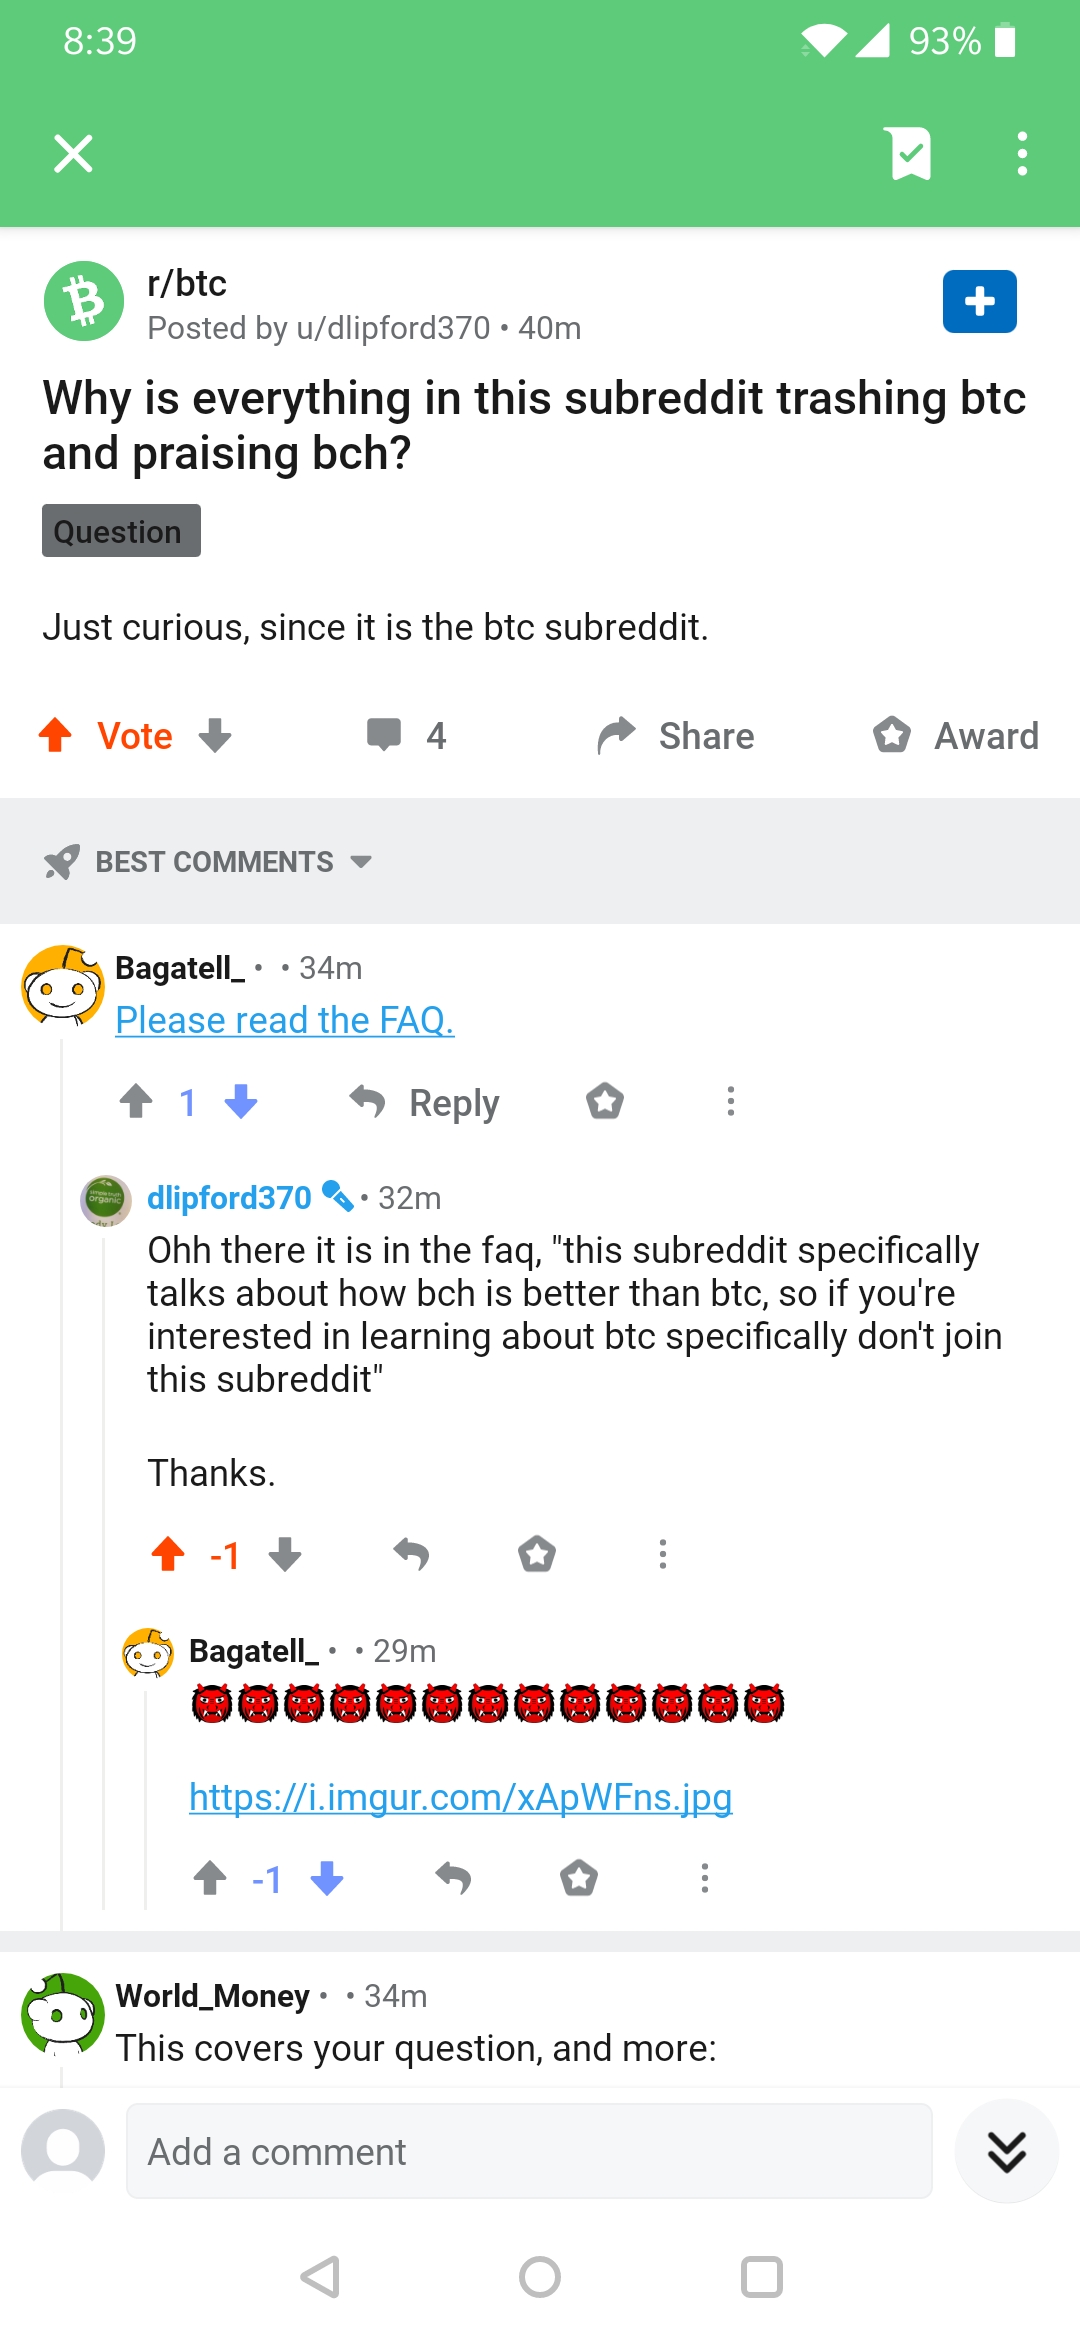 8:39
93%
r/btc
Posted by u/dlipford370 • 40m
Why is everything in this subreddit trashing btc
and praising bch?
Question
Just curious, since it is the btc subreddit.
Vote
4
Share
Award
BEST COMMENTS
Bagatell_ • • 34m
Please read the FAQ.
1
Reply
dlipford370 • 32m
Ohh there it is in the faq, "this subreddit specifically
talks about how bch is better than btc, so if you're
interested in learning about btc specifically don't join
this subreddit"
Thanks.
-1
Bagatell_ • • 29m
👹👹👹👹👹👹👹👹👹👹👹👹👹
https://i.imgur.com/xApWFns.jpg
-1
World_Money • • 34m
This covers your question, and more:
Add a comment